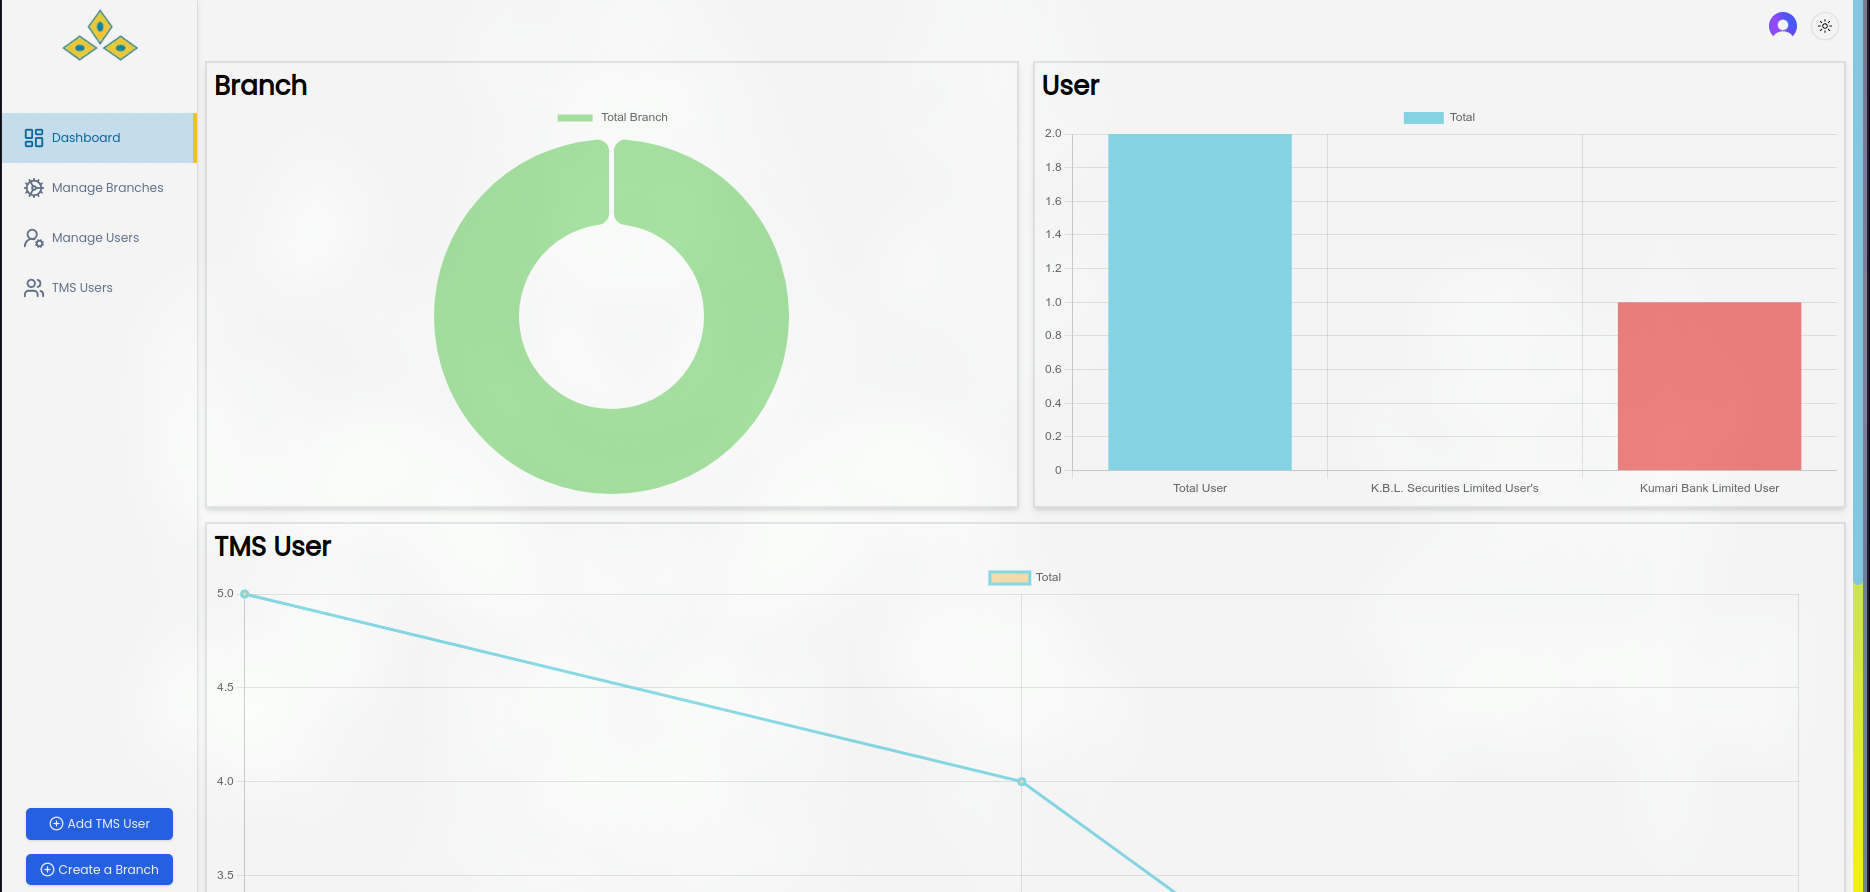 Dashboard
Manage Branches
Manage Users
TMS Users
Add TMS User
Create a Branch
Branch
Total Branch
User
Total
2.0
1.8
1.6
1.4
1.2
1.0
0.8
0.6
0.4
0.2
0
Total User
K.B.L. Securities Limited User's
Kumari Bank Limited User
TMS User
Total
5.0
4.5
4.0
3.5